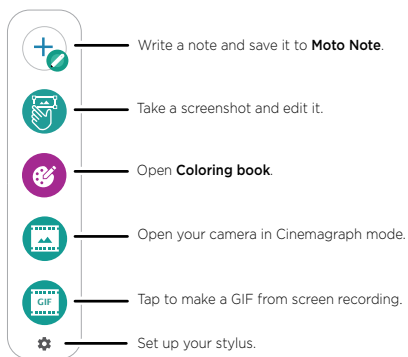 Write a note and save it to Moto Note.
Take a screenshot and edit it.
Open Coloring book.
Open your camera in Cinemagraph mode.
GIF
Tap to make a GIF from screen recording.
Set up your stylus.